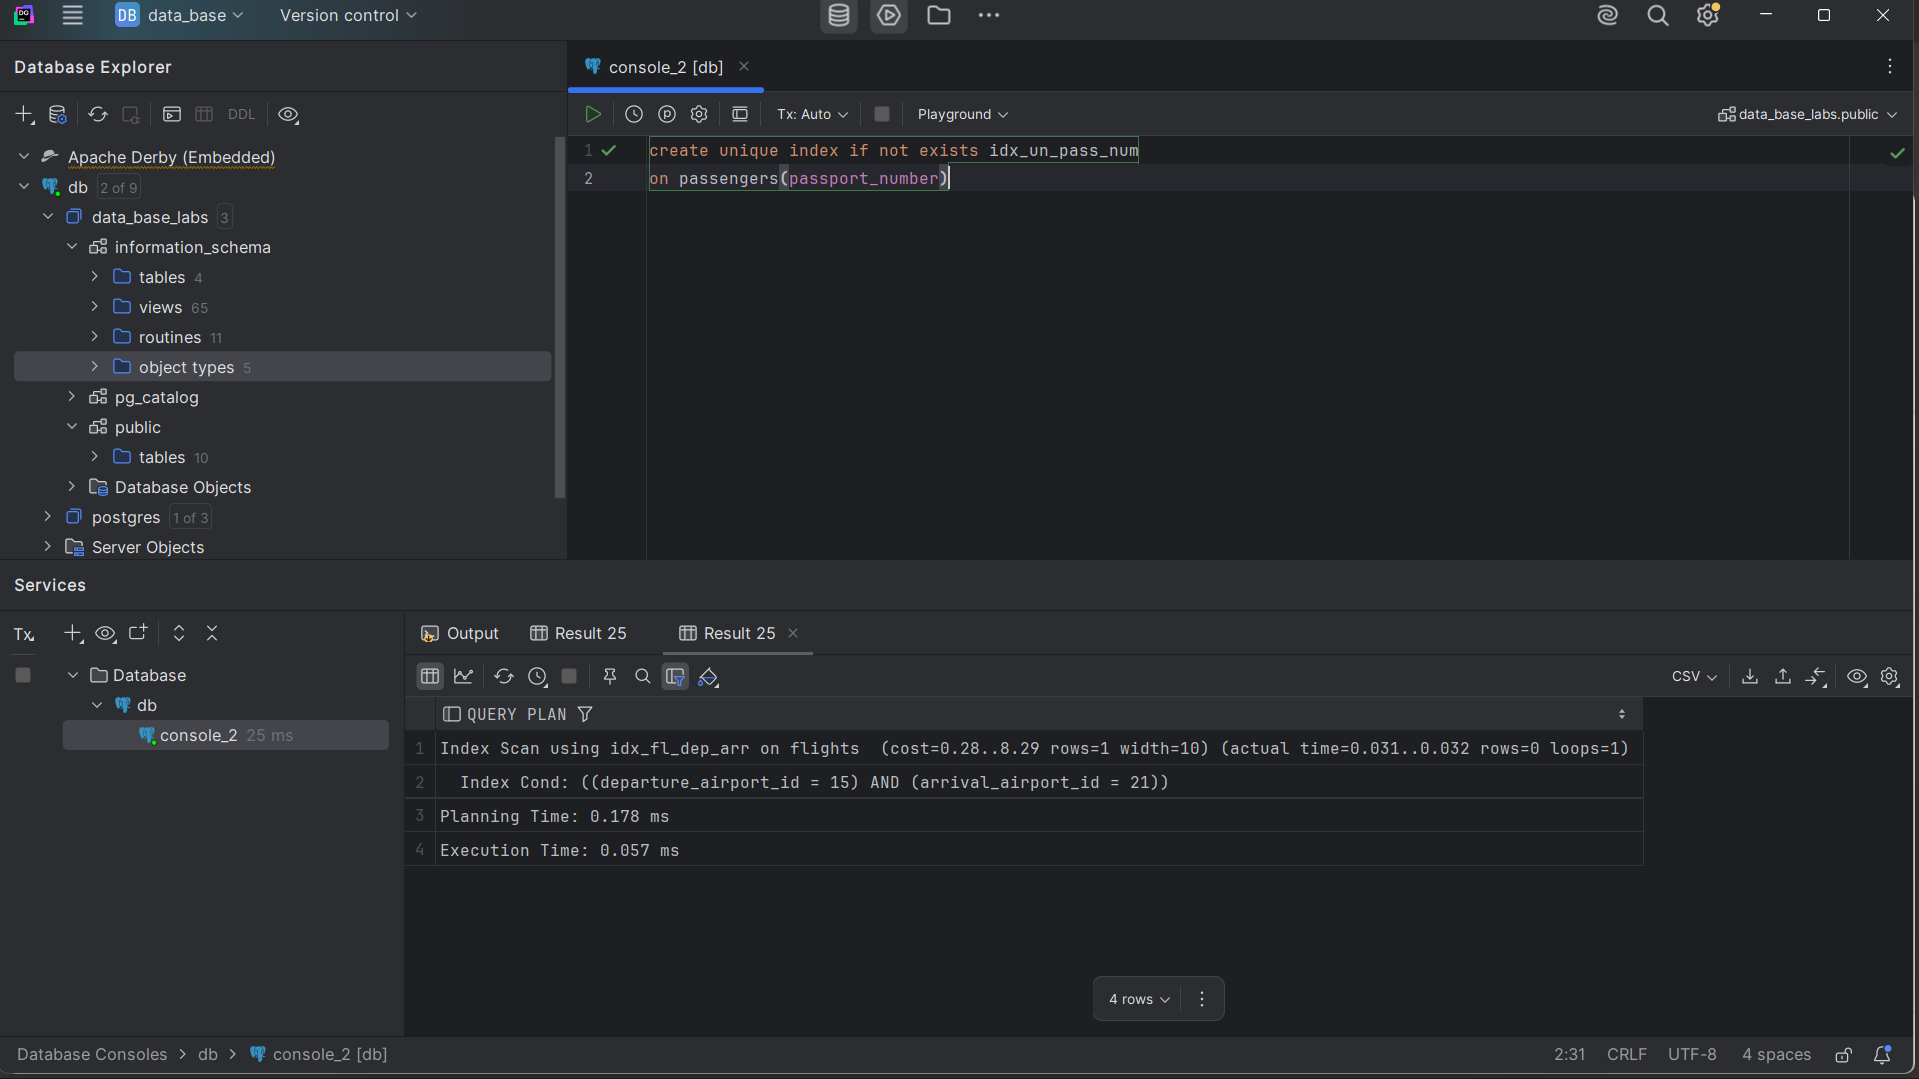 DB data_base Version control
Database Explorer
console_2 [db]
DDL
Tx: Auto Playground data_base_labs.public
Apache Derby (Embedded)
db 2 of 9
data_base_labs 3
information_schema
tables 4
views 65
routines 11
object types 5
pg_catalog
public
tables 10
Database Objects
postgres 1 of 3
Server Objects
1 create unique index if not exists idx_un_pass_num
2 on passengers(passport_number)
Services
Tx
Database
db
console_2 25 ms
Output Result 25 Result 25
CSV
QUERY PLAN
1 Index Scan using idx_fl_dep_arr on flights  (cost=0.28..8.29 rows=1 width=10) (actual time=0.031..0.032 rows=0 loops=1)
2   Index Cond: ((departure_airport_id = 15) AND (arrival_airport_id = 21))
3 Planning Time: 0.178 ms
4 Execution Time: 0.057 ms
4 rows
Database Consoles > db > console_2 [db]
2:31 CRLF UTF-8 4 spaces